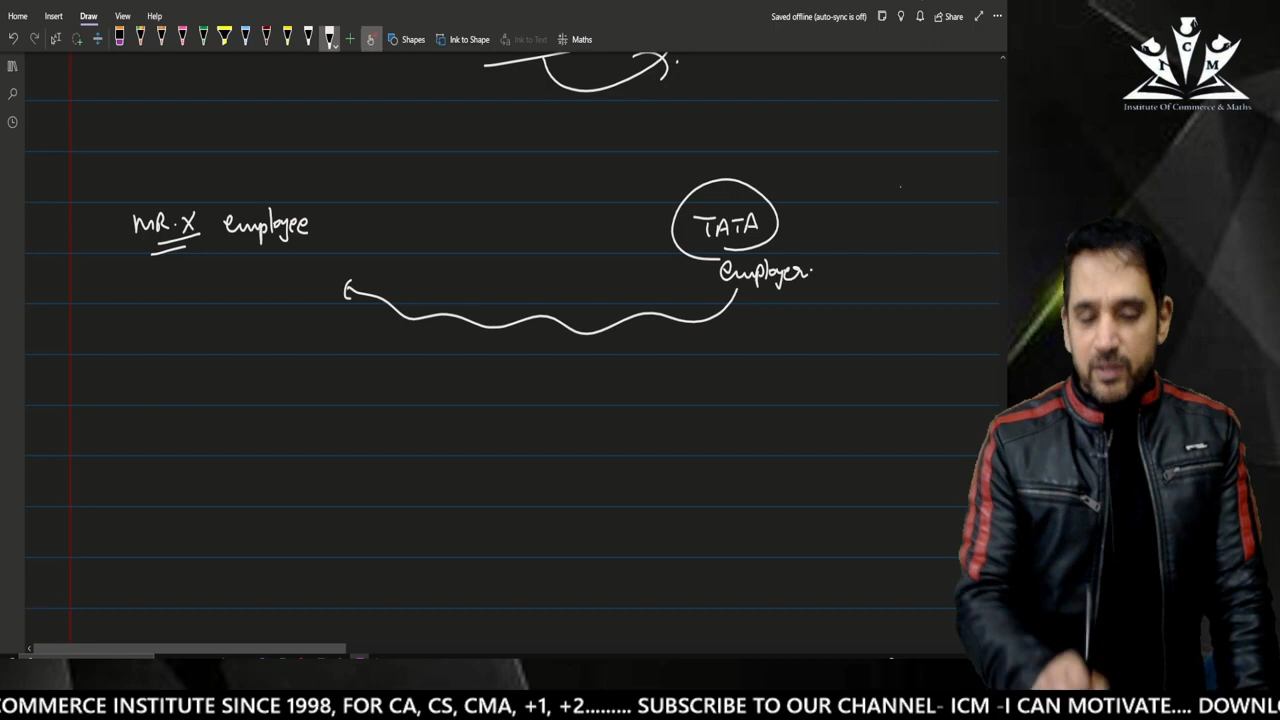 Home Insert Draw View Help
Saved offline (auto-sync is off) Share
Shapes Ink to Shape Ink to Text Maths
I C M
Institute Of Commerce & Maths
MR. X employee
TATA
employer.
COMMERCE INSTITUTE SINCE 1998, FOR CA, CS, CMA, +1, +2......... SUBSCRIBE TO OUR CHANNEL- ICM -I CAN MOTIVATE.... DOWNL